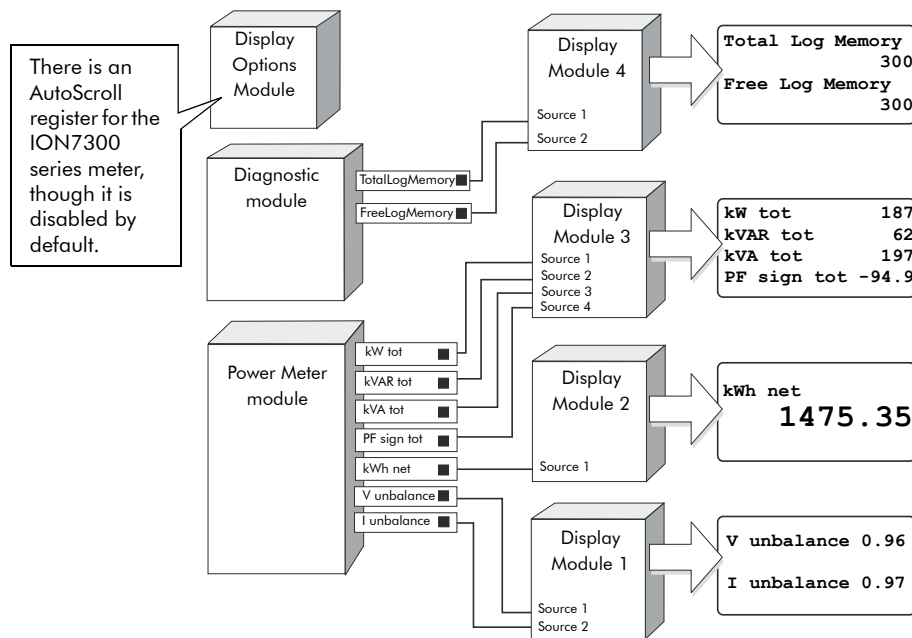 There is an
AutoScroll
register for the
ION7300
series meter,
though it is
disabled by
default.
Display
Options
Module
Diagnostic
module
TotalLogMemory
FreeLogMemory
Power Meter
module
kW tot
kVAR tot
kVA tot
PF sign tot
kWh net
V unbalance
I unbalance
Display
Module 4
Source 1
Source 2
Total Log Memory
300
Free Log Memory
300
Display
Module 3
Source 1
Source 2
Source 3
Source 4
kW tot 187
kVAR tot 62
kVA tot 197
PF sign tot -94.9
Display
Module 2
Source 1
kWh net
1475.35
Display
Module 1
Source 1
Source 2
V unbalance 0.96
I unbalance 0.97